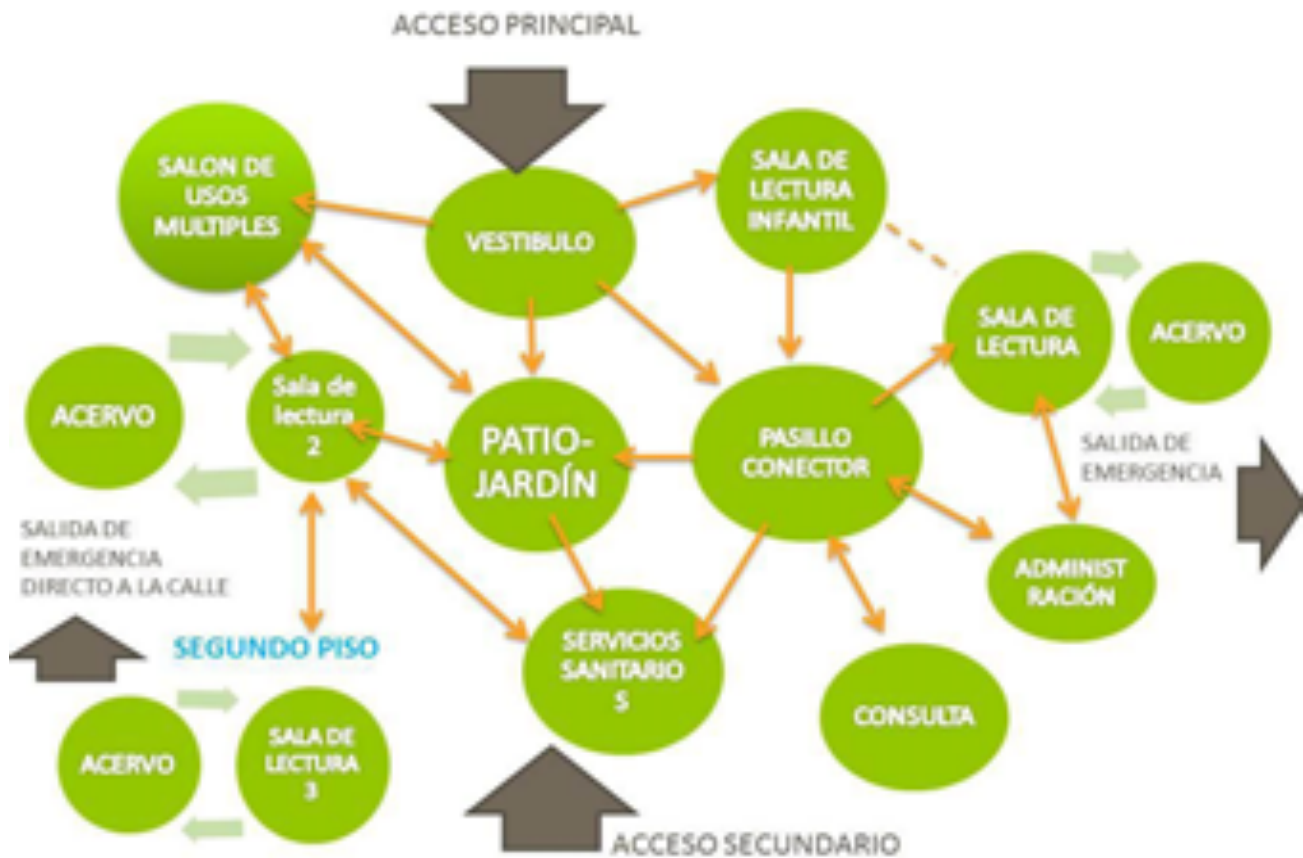 ACCESO PRINCIPAL
SALON DE
USOS
MULTIPLES
VESTIBULO
SALA DE
LECTURA
INFANTIL
SALA DE
LECTURA
ACERVO
ACERVO
Sala de
lectura
2
PATIO-
JARDÍN
PASILLO
CONECTOR
SALIDA DE
EMERGENCIA
SALIDA DE
EMERGENCIA
DIRECTO A LA CALLE
ADMINIST
RACIÓN
SEGUNDO PISO
SERVICIOS
SANITARIO
S
CONSULTA
ACERVO
SALA DE
LECTURA
3
ACCESO SECUNDARIO